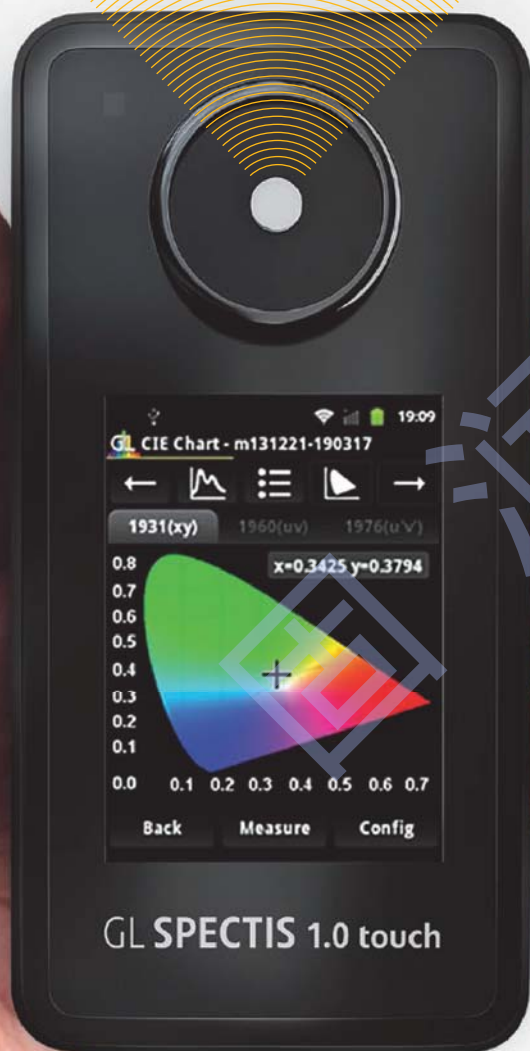 19:09
GL CIE Chart - m131221-190317
1931(xy) 1960(uv) 1976(u'v')
x=0.3425 y=0.3794
0.8
0.7
0.6
0.5
0.4
0.3
0.2
0.1
0.0 0.1 0.2 0.3 0.4 0.5 0.6 0.7
Back Measure Config
GL SPECTIS 1.0 touch